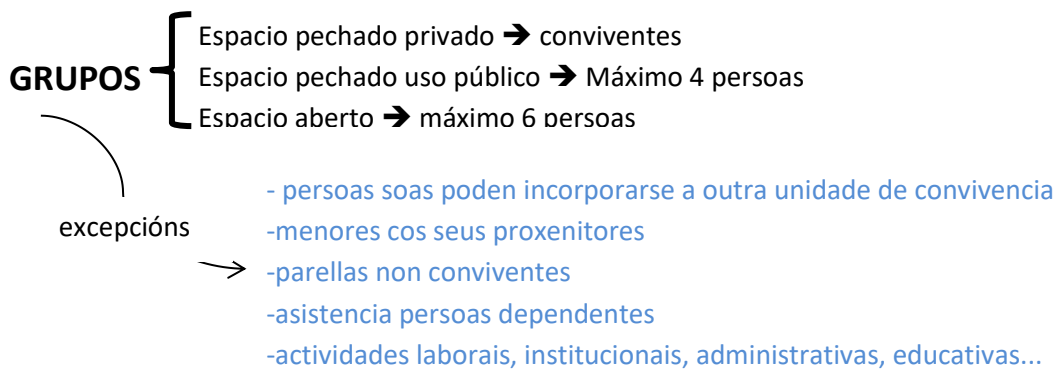 Espacio pechado privado ➔ conviventes
GRUPOS
Espacio pechado uso público ➔ Máximo 4 persoas
Espacio aberto ➔ máximo 6 persoas
- persoas soas poden incorporarse a outra unidade de convivencia
excepcións
-menores cos seus proxenitores
-parellas non conviventes
-asistencia persoas dependentes
-actividades laborais, institucionais, administrativas, educativas...